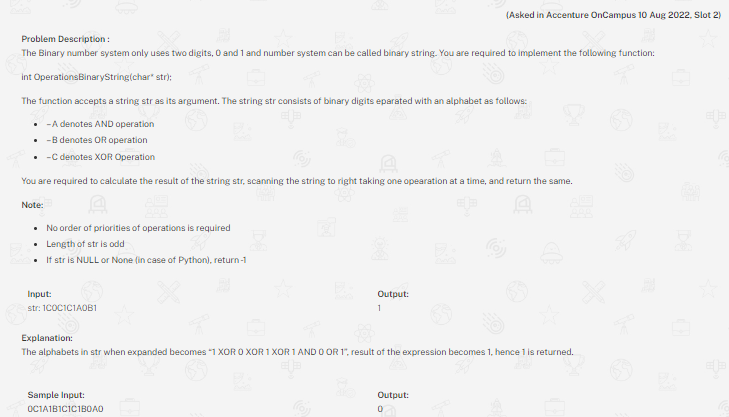 (Asked in Accenture OnCampus 10 Aug 2022, Slot 2)
Problem Description :
The Binary number system only uses two digits, 0 and 1 and number system can be called binary string. You are required to implement the following function:
int OperationsBinaryString(char* str);
The function accepts a string str as its argument. The string str consists of binary digits eparated with an alphabet as follows:
• – A denotes AND operation
• – B denotes OR operation
• – C denotes XOR Operation
You are required to calculate the result of the string str, scanning the string to right taking one opearation at a time, and return the same.
Note:
• No order of priorities of operations is required
• Length of str is odd
• If str is NULL or None (in case of Python), return -1
Input: Output:
str: 1C0C1C1A0B1 1
Explanation:
The alphabets in str when expanded becomes “1 XOR 0 XOR 1 XOR 1 AND 0 OR 1”, result of the expression becomes 1, hence 1 is returned.
Sample Input: Output:
0C1A1B1C1C1B0A0 0